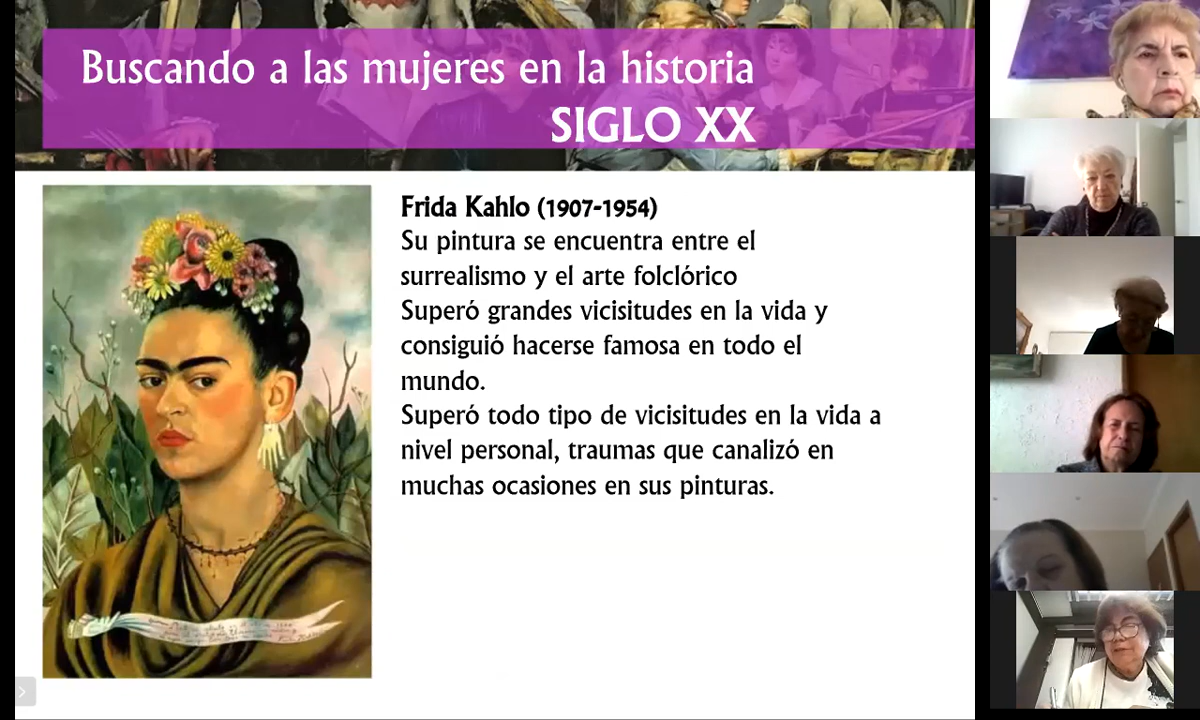 Buscando a las mujeres en la historia
SIGLO XX
Frida Kahlo (1907-1954)
Su pintura se encuentra entre el
surrealismo y el arte folclórico
Superó grandes vicisitudes en la vida y
consiguió hacerse famosa en todo el
mundo.
Superó todo tipo de vicisitudes en la vida a
nivel personal, traumas que canalizó en
muchas ocasiones en sus pinturas.